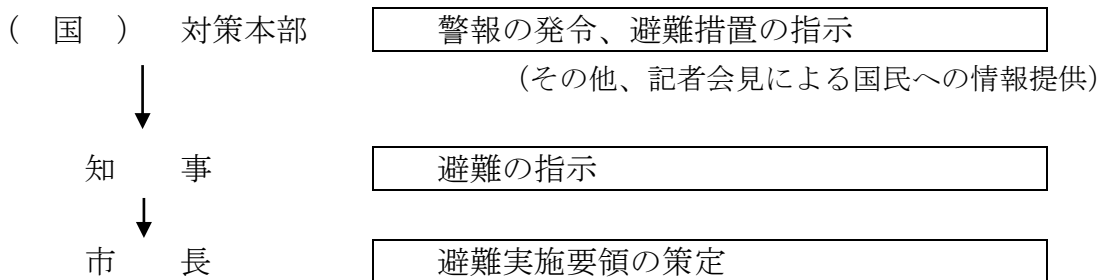 （　国　）　対策本部　　警報の発令、避難措置の指示
（その他、記者会見による国民への情報提供）
知　　事　　避難の指示
市　　長　　避難実施要領の策定